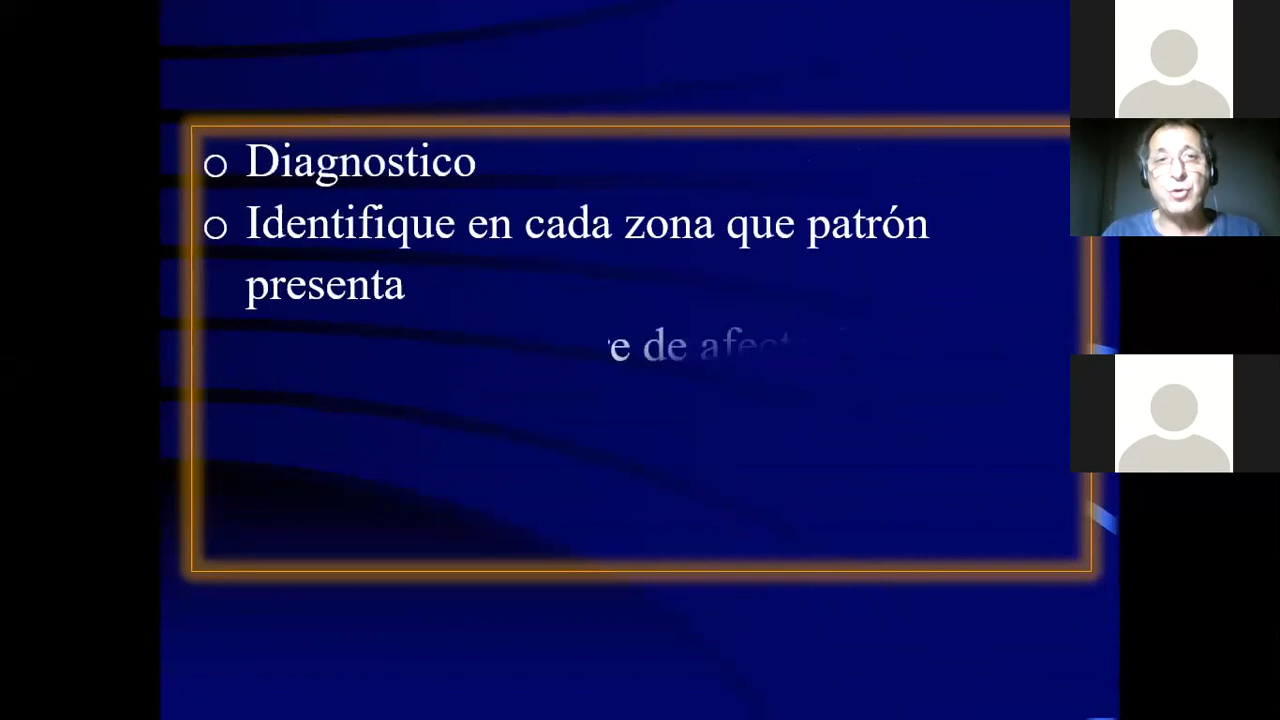 o Diagnostico
o Identifique en cada zona que patrón
presenta
de